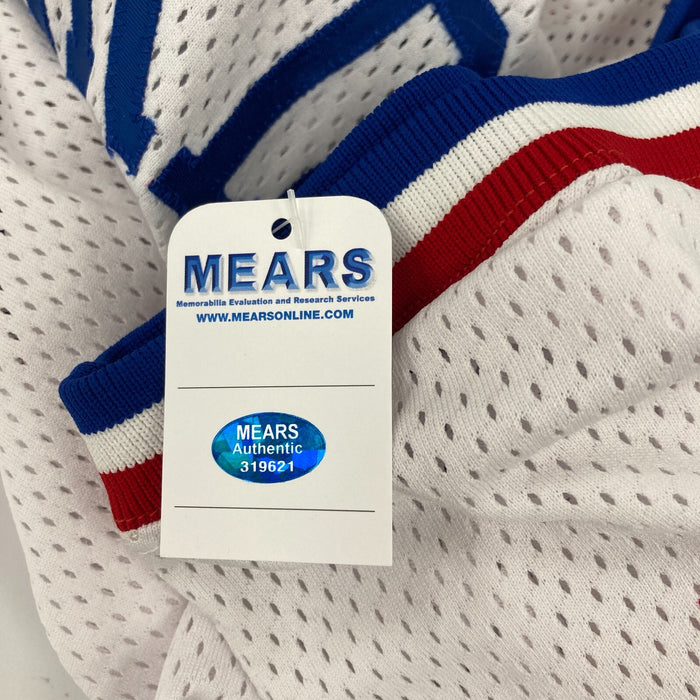 MEARS
Memorabilia Evaluation and Research Services
WWW.MEARSONLINE.COM
MEARS
Authentic
319621